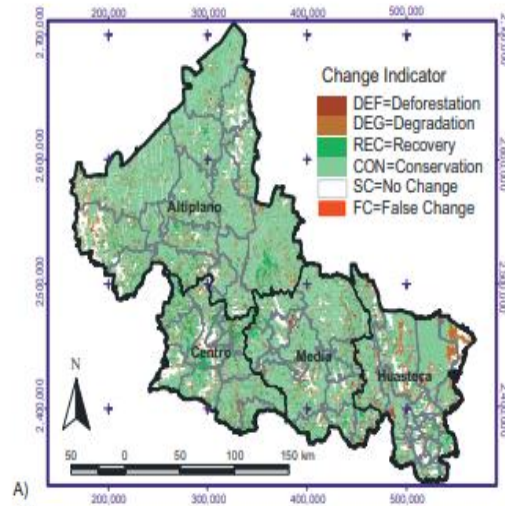 200,000 300,000 400,000 500,000
2,700,000
2,600,000
2,500,000
2,400,000
Change Indicator
DEF=Deforestation
DEG=Degradation
REC=Recovery
CON=Conservation
SC=No Change
FC=False Change
Altiplano
Centro
Media
Huasteca
N
50 0 50 100 150 km
A)
200,000 300,000 400,000 500,000